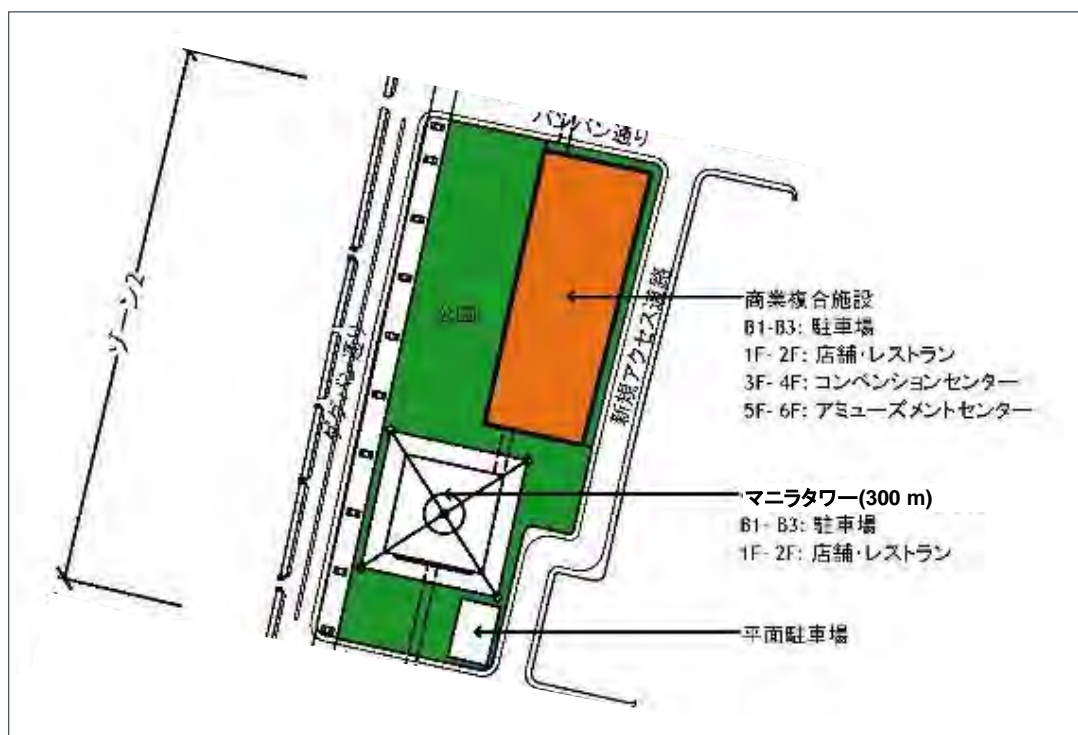 パンパン通り
ゾーン2
公園
新規アクセス道路
商業複合施設
B1-B3: 駐車場
1F- 2F: 店舗・レストラン
3F- 4F: コンベンションセンター
5F- 6F: アミューズメントセンター
マニラタワー(300 m)
B1- B3: 駐車場
1F- 2F: 店舗・レストラン
平面駐車場